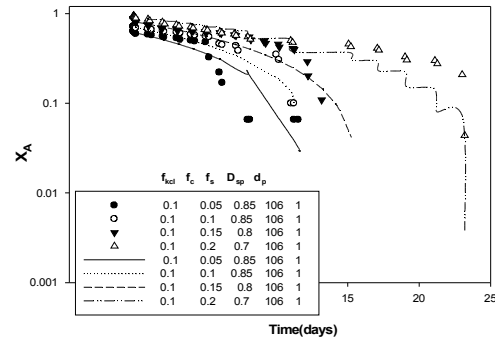 1
0.1
0.01
0.001
X_A
f_kcl f_c f_s D_sp d_p
0.1 0.05 0.85 106 1
0.1 0.1 0.85 106 1
0.1 0.15 0.8 106 1
0.1 0.2 0.7 106 1
0.1 0.05 0.85 106 1
0.1 0.1 0.85 106 1
0.1 0.15 0.8 106 1
0.1 0.2 0.7 106 1
15 17 19 21 23 25
Time(days)